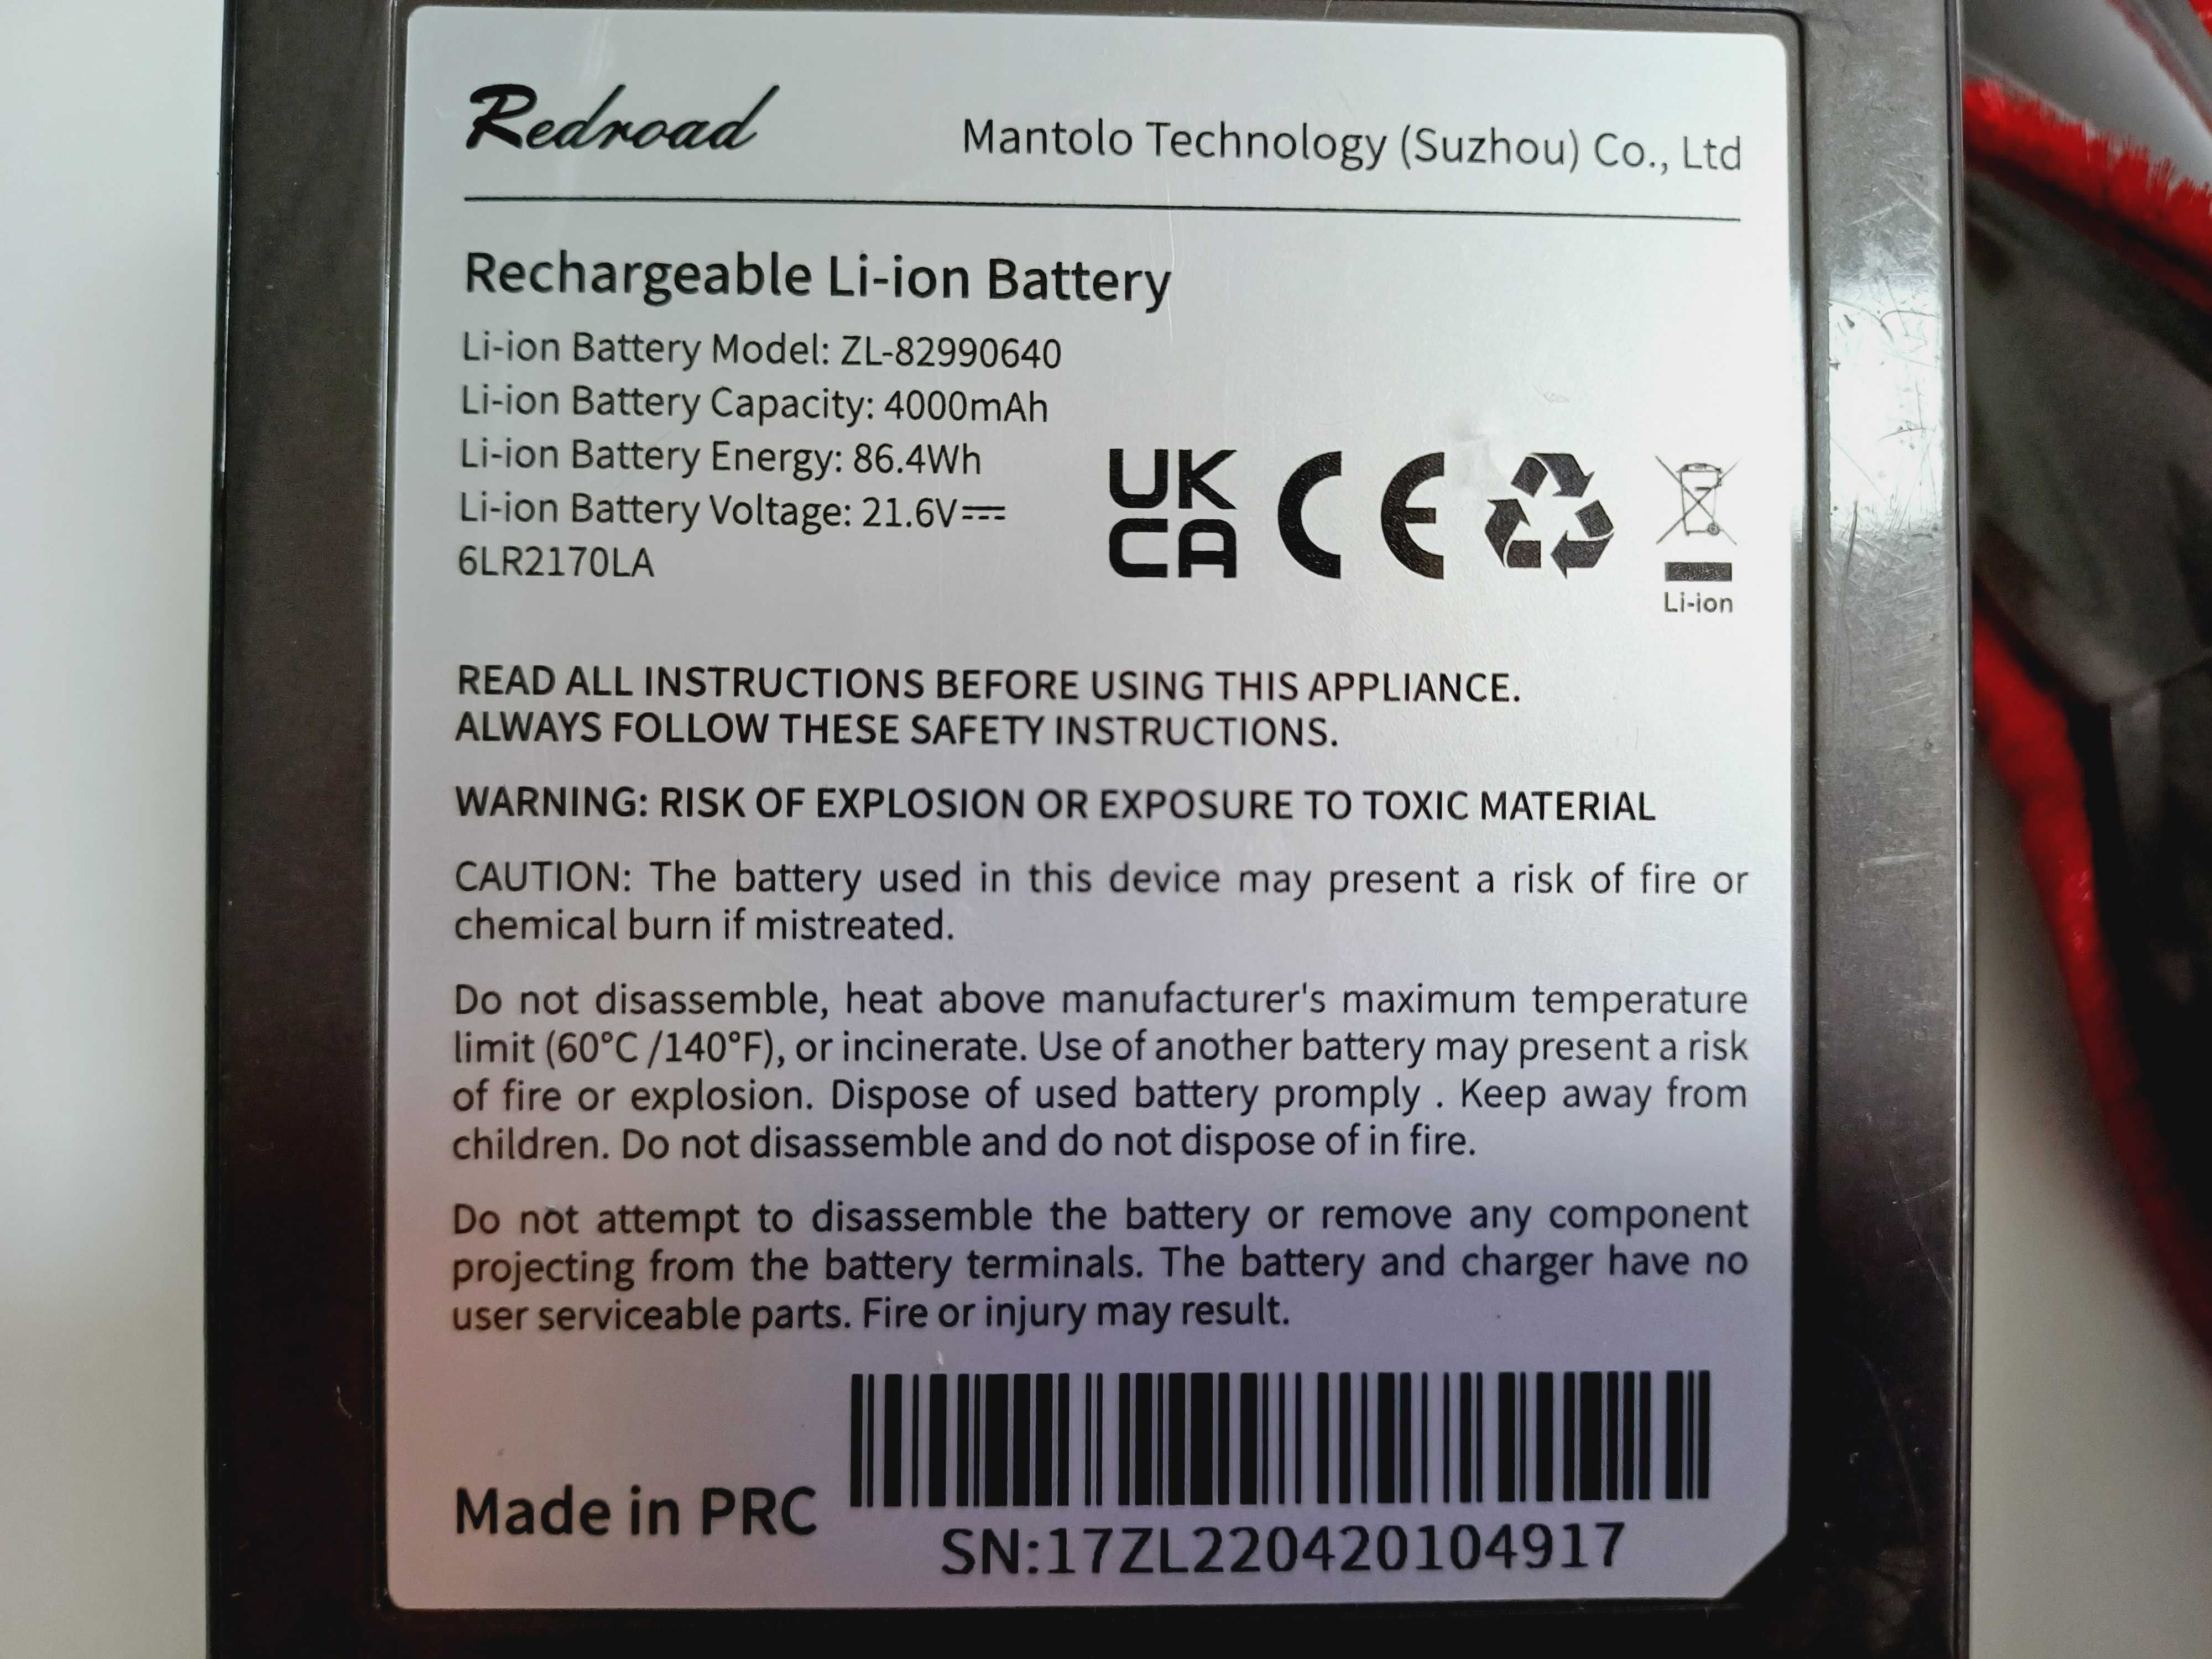 Redroad
Mantolo Technology (Suzhou) Co., Ltd
Rechargeable Li-ion Battery
Li-ion Battery Model: ZL-82990640
Li-ion Battery Capacity: 4000mAh
Li-ion Battery Energy: 86.4Wh
Li-ion Battery Voltage: 21.6V⎓
6LR2170LA
UK
CA
CE
Li-ion
READ ALL INSTRUCTIONS BEFORE USING THIS APPLIANCE.
ALWAYS FOLLOW THESE SAFETY INSTRUCTIONS.
WARNING: RISK OF EXPLOSION OR EXPOSURE TO TOXIC MATERIAL
CAUTION: The battery used in this device may present a risk of fire or
chemical burn if mistreated.
Do not disassemble, heat above manufacturer's maximum temperature
limit (60°C /140°F), or incinerate. Use of another battery may present a risk
of fire or explosion. Dispose of used battery promply . Keep away from
children. Do not disassemble and do not dispose of in fire.
Do not attempt to disassemble the battery or remove any component
projecting from the battery terminals. The battery and charger have no
user serviceable parts. Fire or injury may result.
Made in PRC
SN:17ZL220420104917